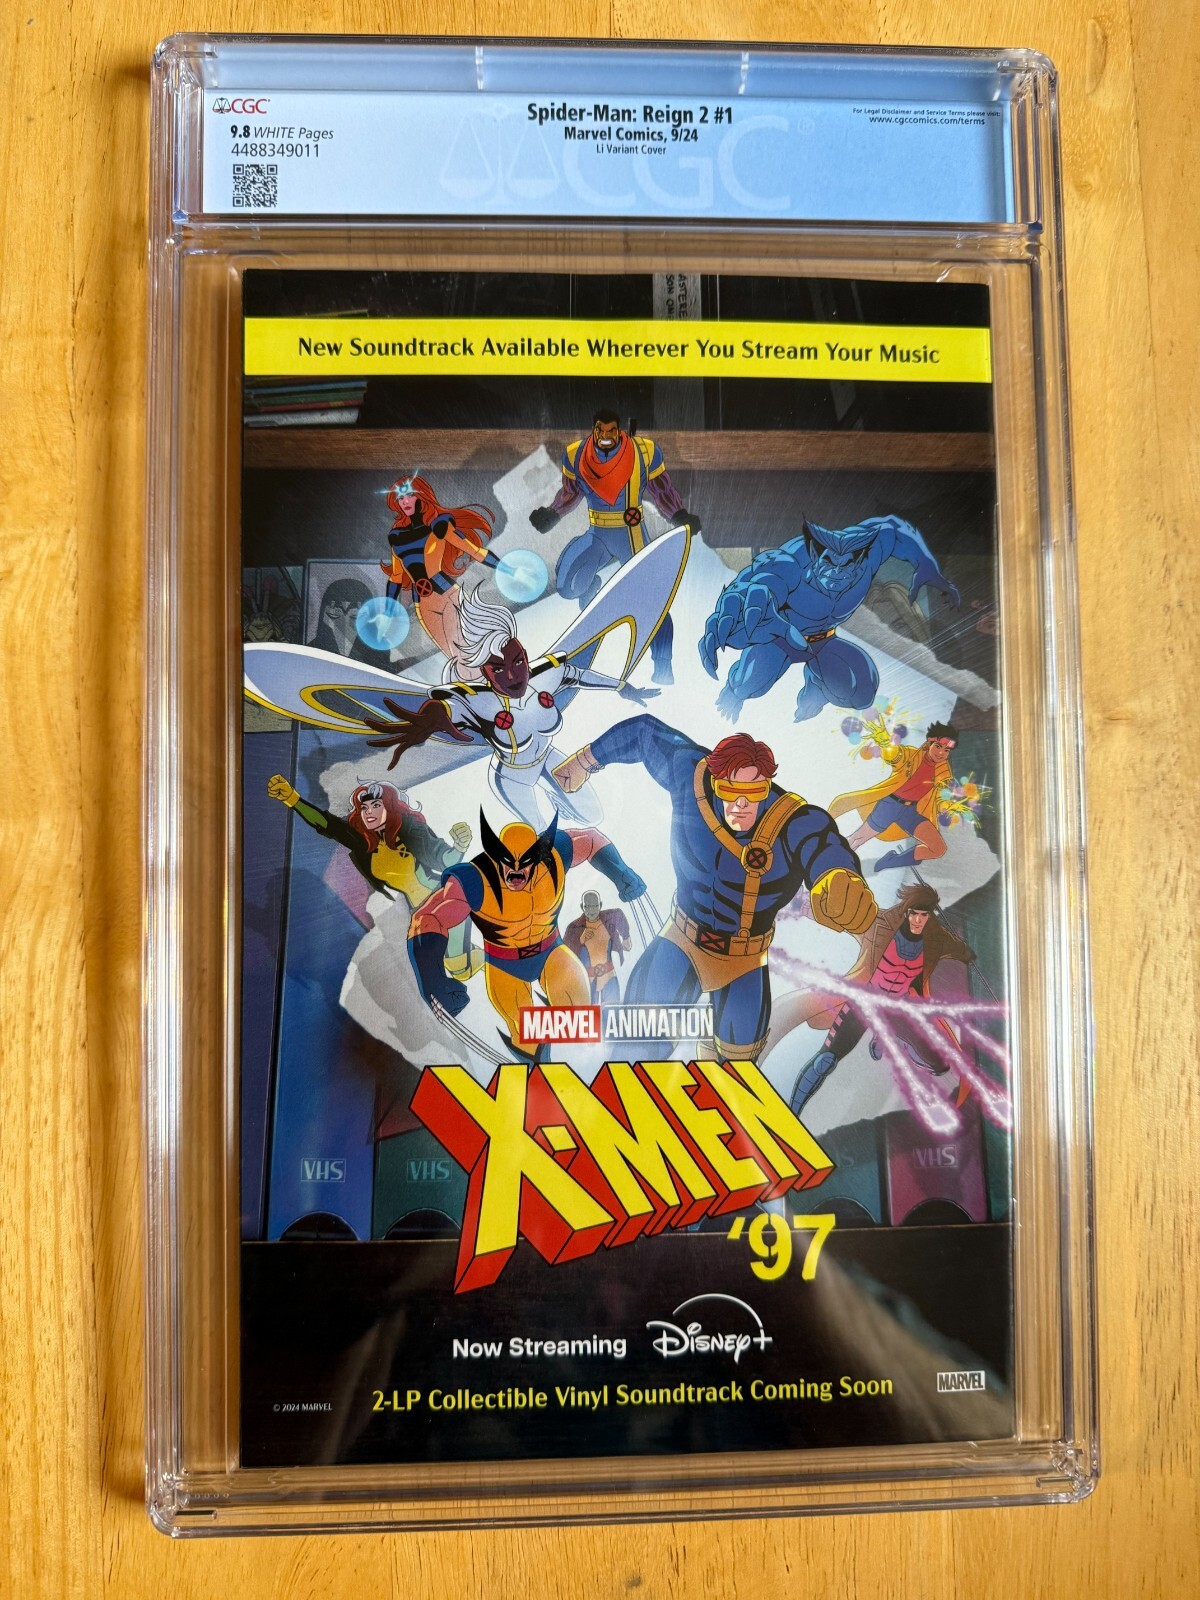 CGC
9.8 WHITE Pages
4488349011
Spider-Man: Reign 2 #1
Marvel Comics, 9/24
Li Variant Cover
For Legal Disclaimer and Service Terms please visit:
www.cgccomics.com/terms
CGC
New Soundtrack Available Wherever You Stream Your Music
MARVEL ANIMATION
X-MEN
'97
VHS
VHS
VHS
Now Streaming Disney+
2-LP Collectible Vinyl Soundtrack Coming Soon
© 2024 MARVEL
MARVEL